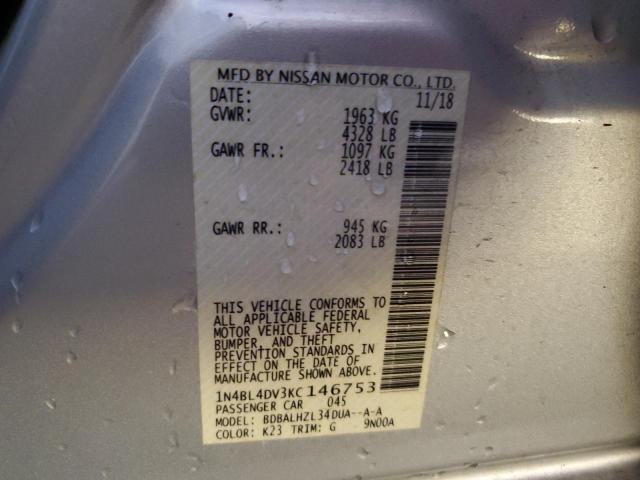 MFD BY NISSAN MOTOR CO., LTD.
DATE: 11/18
GVWR: 1963 KG
4328 LB
GAWR FR.: 1097 KG
2418 LB
GAWR RR.: 945 KG
2083 LB
THIS VEHICLE CONFORMS TO
ALL APPLICABLE FEDERAL
MOTOR VEHICLE SAFETY,
BUMPER, AND THEFT
PREVENTION STANDARDS IN
EFFECT ON THE DATE OF
MANUFACTURE SHOWN ABOVE.
1N4BL4DV3KC146753
PASSENGER CAR 045
MODEL: BDBALHZL34DUA--A-A
COLOR: K23 TRIM: G 9N00A